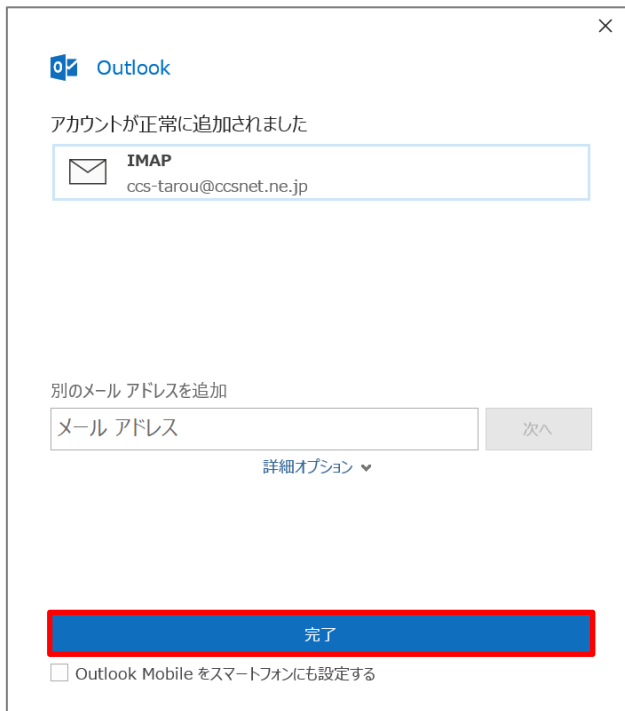 Outlook
アカウントが正常に追加されました
IMAP
ccs-tarou@ccsnet.ne.jp
別のメール アドレスを追加
メール アドレス
次へ
詳細オプション
完了
Outlook Mobile をスマートフォンにも設定する